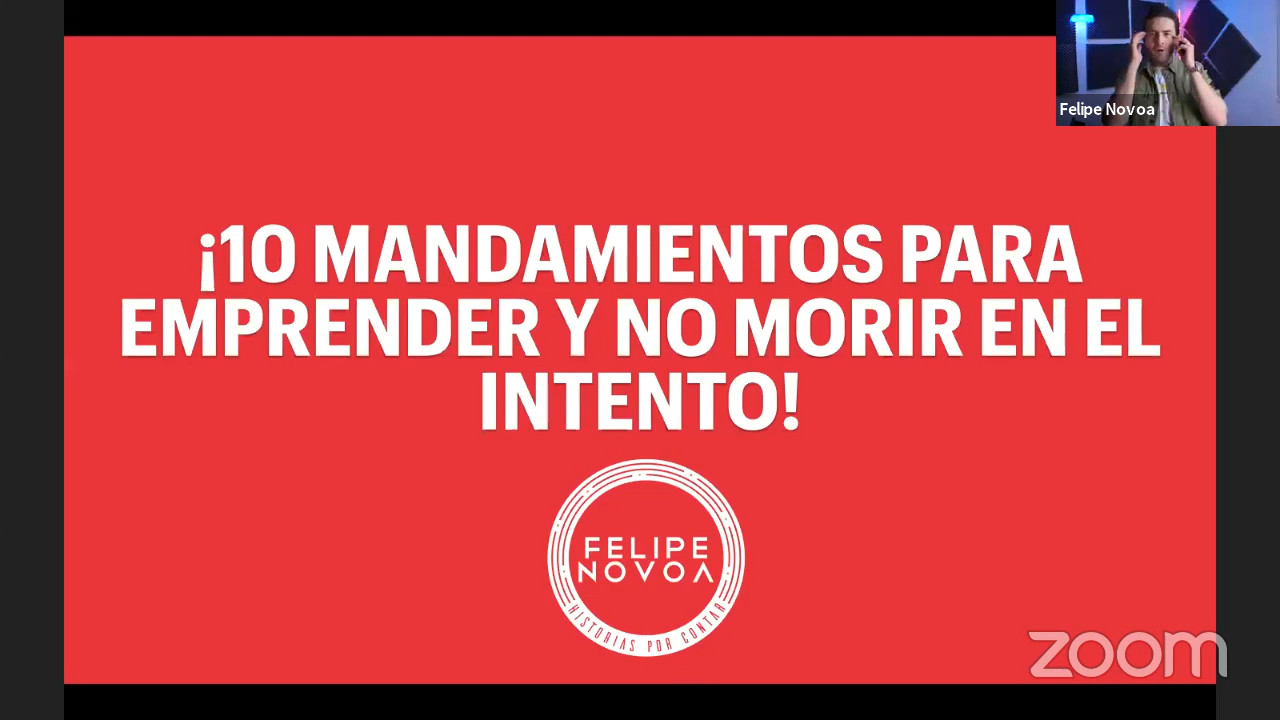 Felipe Novoa
¡10 MANDAMIENTOS PARA
EMPRENDER Y NO MORIR EN EL
INTENTO!
FELIPE
NOVOA
HISTORIAS POR CONTAR
zoom